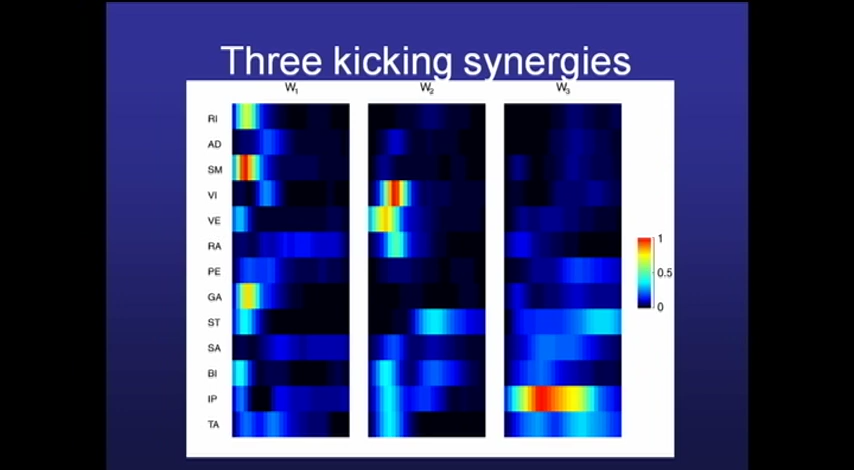 Three kicking synergies
W1 W2 W3
RI
AD
SM
VI
VE
RA
PE
GA
ST
SA
BI
IP
TA
1
0.5
0